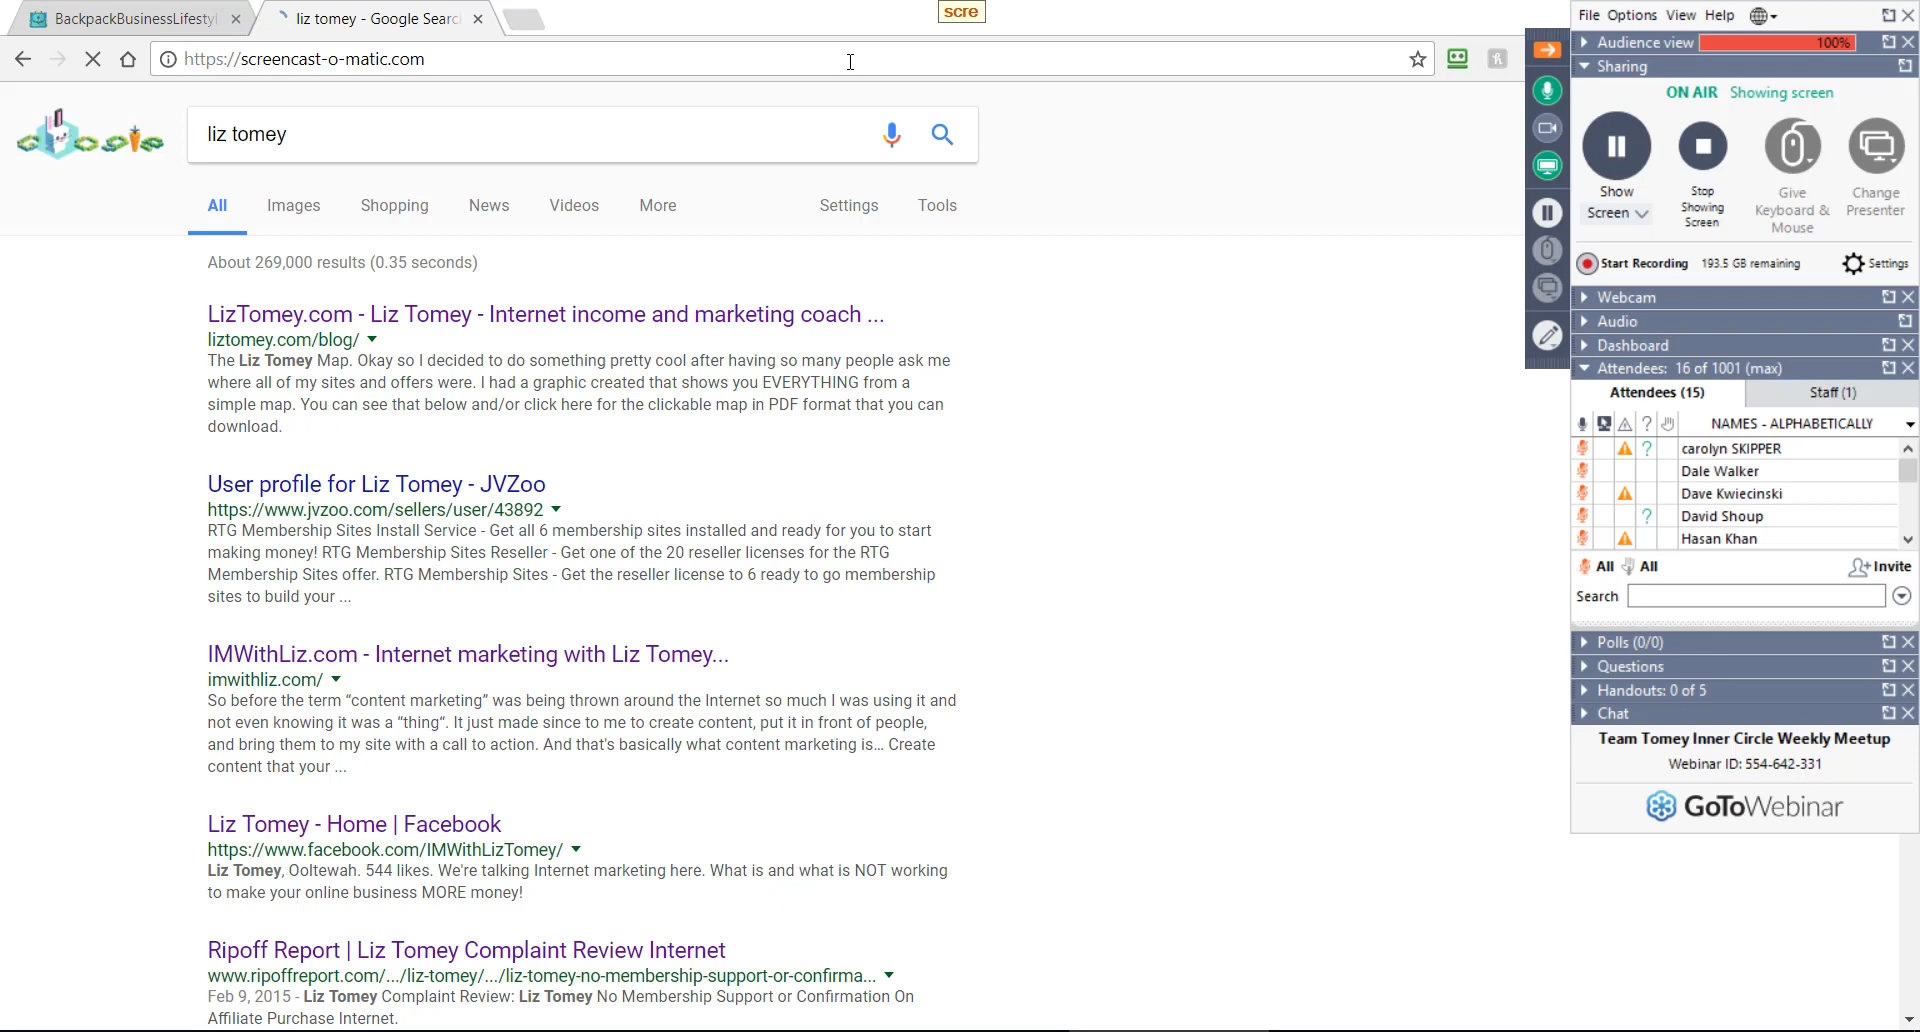 BackpackBusinessLifestyl
liz tomey - Google Searc
scre
https://screencast-o-matic.com
liz tomey
All Images Shopping News Videos More Settings Tools
About 269,000 results (0.35 seconds)
LizTomey.com - Liz Tomey - Internet income and marketing coach ...
liztomey.com/blog/
The Liz Tomey Map. Okay so I decided to do something pretty cool after having so many people ask me
where all of my sites and offers were. I had a graphic created that shows you EVERYTHING from a
simple map. You can see that below and/or click here for the clickable map in PDF format that you can
download.
User profile for Liz Tomey - JVZoo
https://www.jvzoo.com/sellers/user/43892
RTG Membership Sites Install Service - Get all 6 membership sites installed and ready for you to start
making money! RTG Membership Sites Reseller - Get one of the 20 reseller licenses for the RTG
Membership Sites offer. RTG Membership Sites - Get the reseller license to 6 ready to go membership
sites to build your ...
IMWithLiz.com - Internet marketing with Liz Tomey...
imwithliz.com/
So before the term “content marketing” was being thrown around the Internet so much I was using it and
not even knowing it was a “thing“. It just made since to me to create content, put it in front of people,
and bring them to my site with a call to action. And that's basically what content marketing is... Create
content that your ...
Liz Tomey - Home | Facebook
https://www.facebook.com/IMWithLizTomey/
Liz Tomey, Ooltewah. 544 likes. We're talking Internet marketing here. What is and what is NOT working
to make your online business MORE money!
Ripoff Report | Liz Tomey Complaint Review Internet
www.ripoffreport.com/.../liz-tomey/.../liz-tomey-no-membership-support-or-confirma...
Feb 9, 2015 - Liz Tomey Complaint Review: Liz Tomey No Membership Support or Confirmation On
Affiliate Purchase Internet.
File Options View Help
Audience view 100%
Sharing
ON AIR Showing screen
Show
Screen
Stop
Showing
Screen
Give
Keyboard &
Mouse
Change
Presenter
Start Recording 193.5 GB remaining Settings
Webcam
Audio
Dashboard
Attendees: 16 of 1001 (max)
Attendees (15) Staff (1)
? NAMES - ALPHABETICALLY
? carolyn SKIPPER
Dale Walker
Dave Kwiecinski
? David Shoup
Hasan Khan
All All Invite
Search
Polls (0/0)
Questions
Handouts: 0 of 5
Chat
Team Tomey Inner Circle Weekly Meetup
Webinar ID: 554-642-331
GoToWebinar